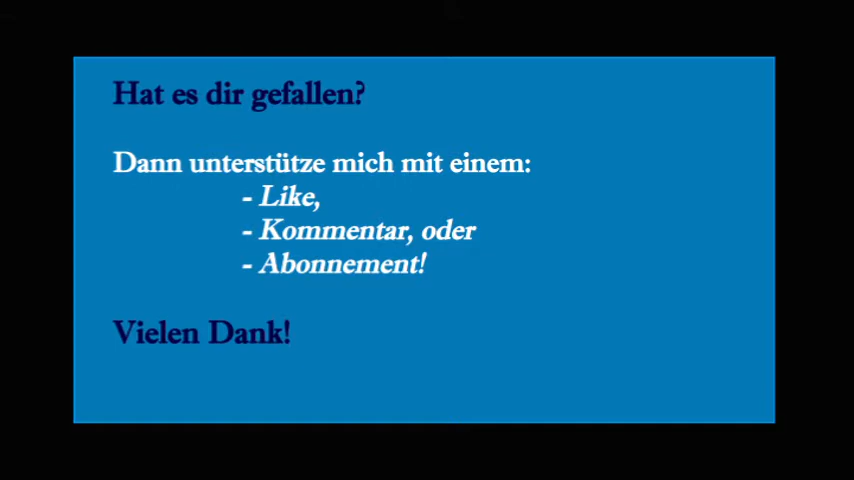 Hat es dir gefallen?
Dann unterstütze mich mit einem:
- Like,
- Kommentar, oder
- Abonnement!
Vielen Dank!